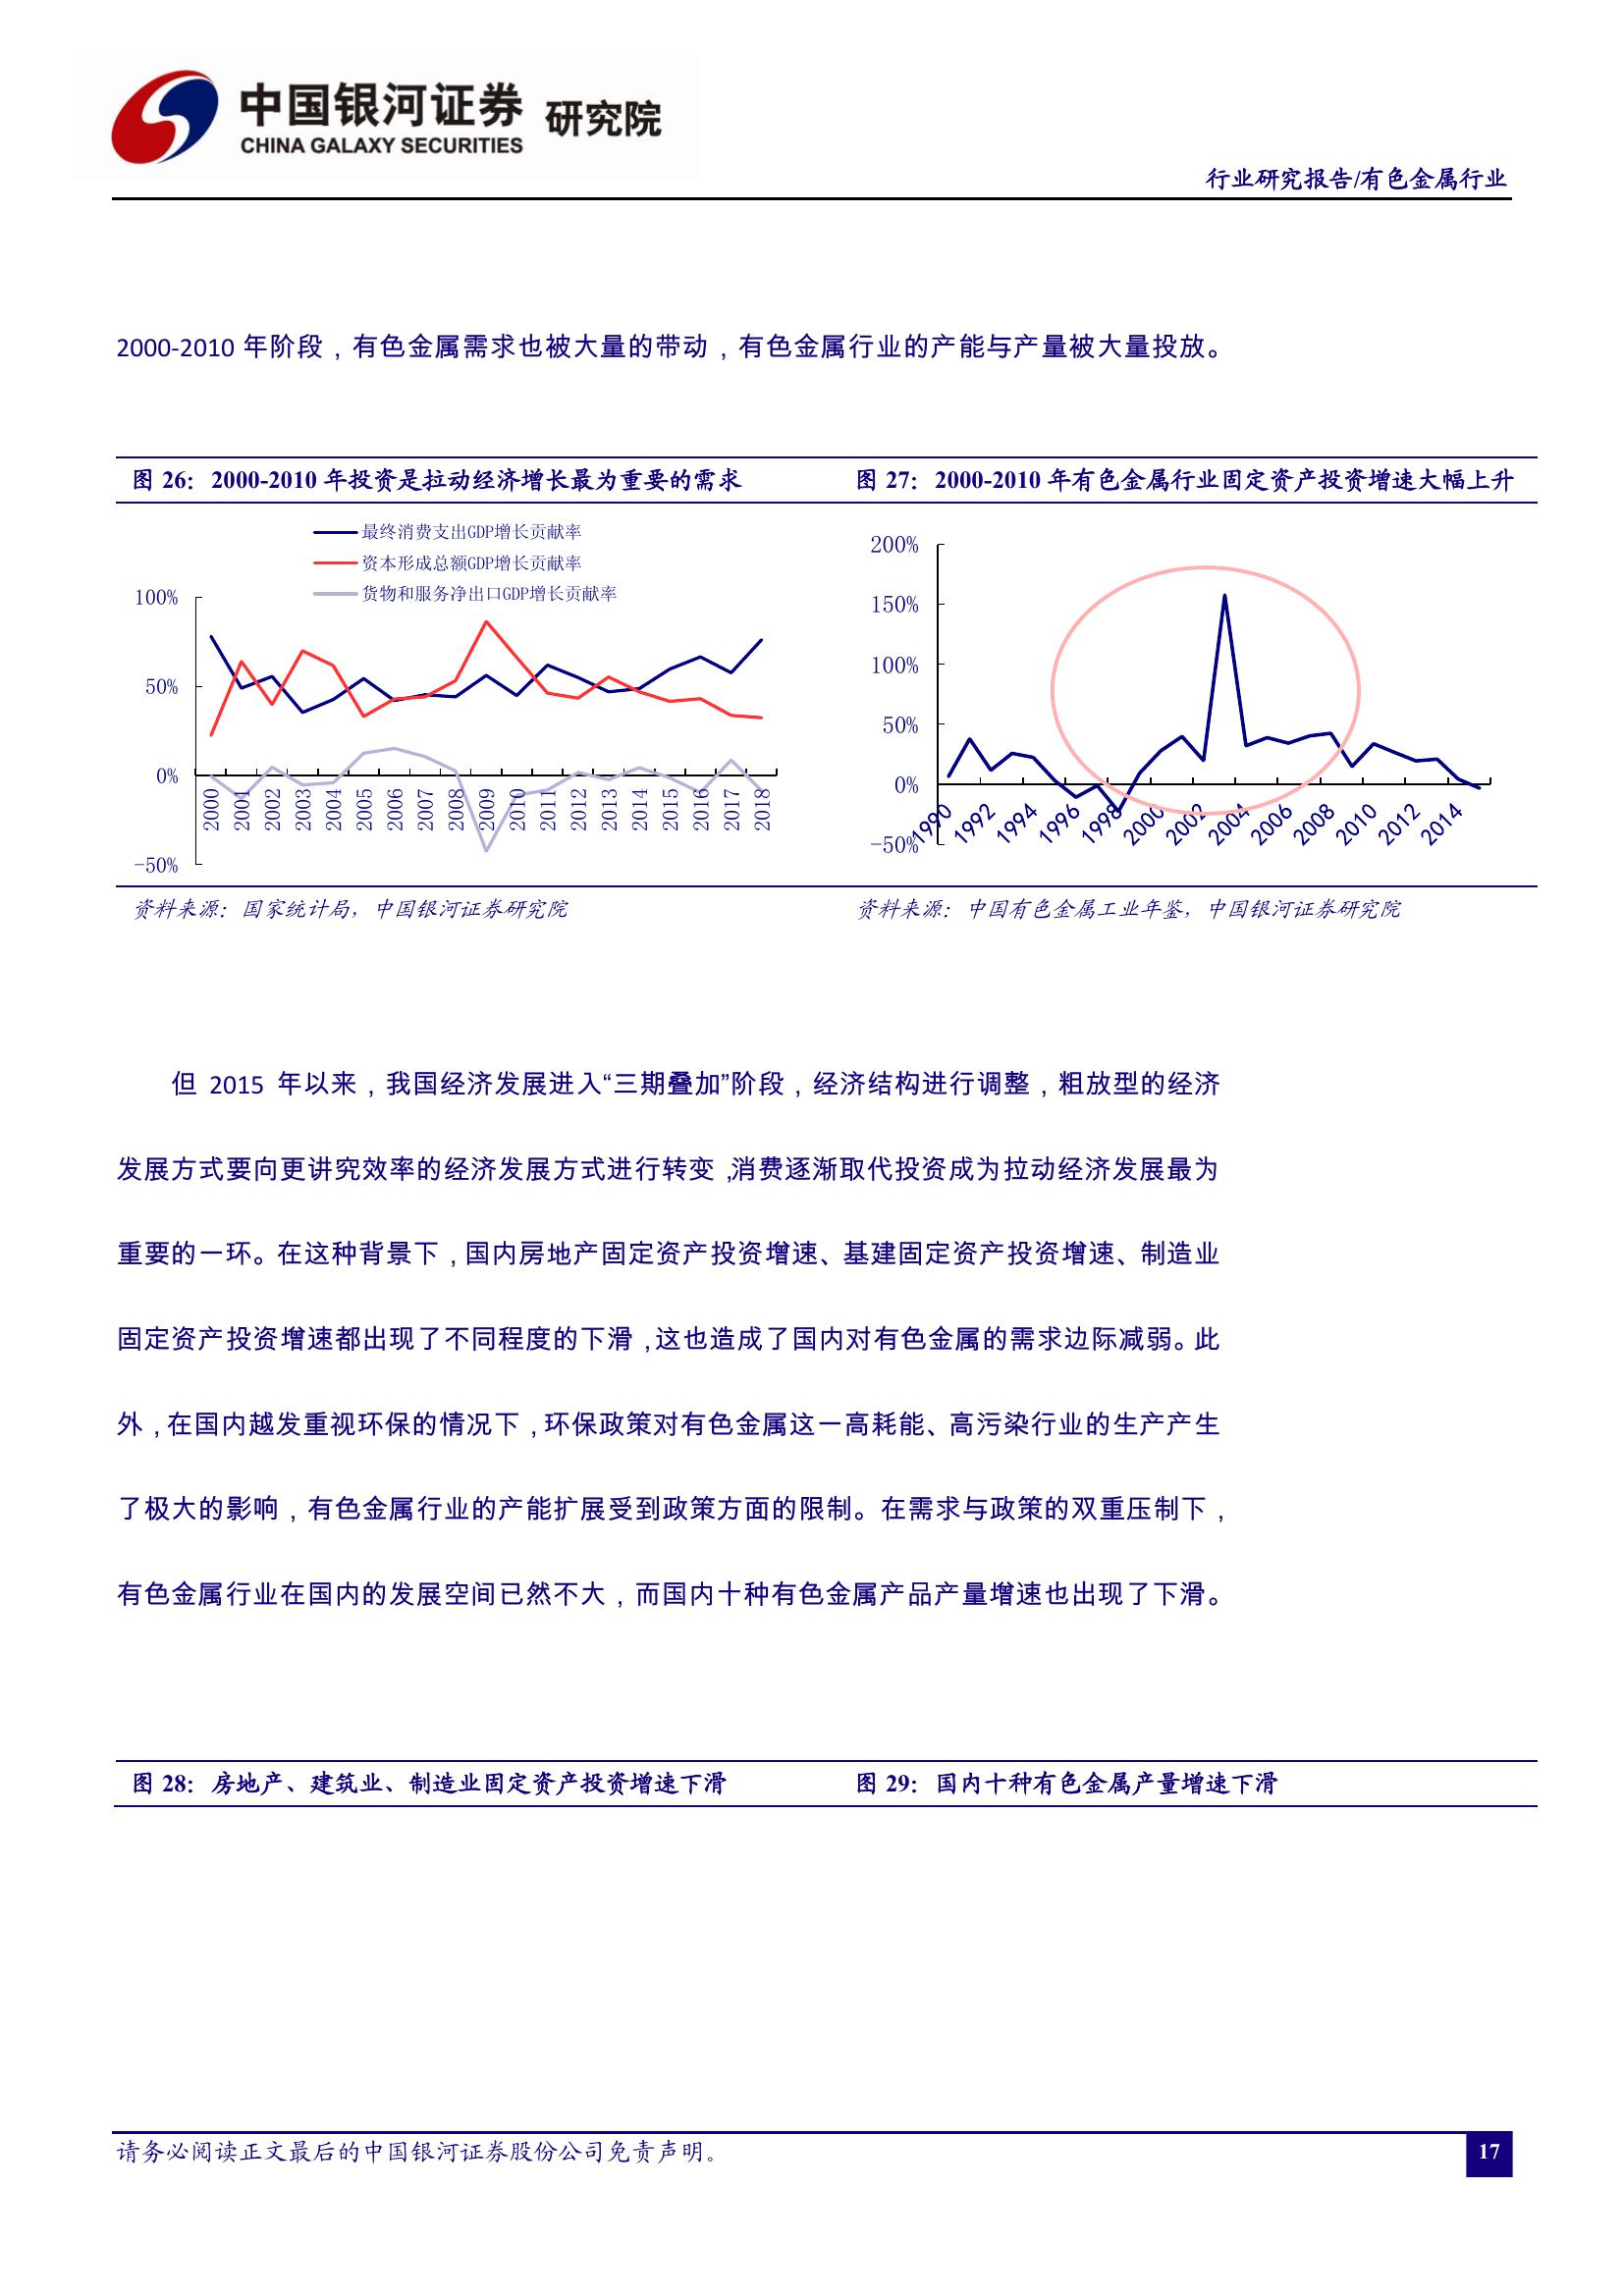 中国银河证券 研究院
CHINA GALAXY SECURITIES
行业研究报告/有色金属行业
2000-2010 年阶段，有色金属需求也被大量的带动，有色金属行业的产能与产量被大量投放。
图 26：2000-2010 年投资是拉动经济增长最为重要的需求
图 27：2000-2010 年有色金属行业固定资产投资增速大幅上升
最终消费支出GDP增长贡献率
资本形成总额GDP增长贡献率
货物和服务净出口GDP增长贡献率
100%
50%
0%
-50%
2000 2001 2002 2003 2004 2005 2006 2007 2008 2009 2010 2011 2012 2013 2014 2015 2016 2017 2018
200%
150%
100%
50%
0%
-50%
1990 1992 1994 1996 1998 2000 2002 2004 2006 2008 2010 2012 2014
资料来源：国家统计局，中国银河证券研究院
资料来源：中国有色金属工业年鉴，中国银河证券研究院
但 2015 年以来，我国经济发展进入“三期叠加”阶段，经济结构进行调整，粗放型的经济
发展方式要向更讲究效率的经济发展方式进行转变，消费逐渐取代投资成为拉动经济发展最为
重要的一环。在这种背景下，国内房地产固定资产投资增速、基建固定资产投资增速、制造业
固定资产投资增速都出现了不同程度的下滑，这也造成了国内对有色金属的需求边际减弱。此
外，在国内越发重视环保的情况下，环保政策对有色金属这一高耗能、高污染行业的生产产生
了极大的影响，有色金属行业的产能扩展受到政策方面的限制。在需求与政策的双重压制下，
有色金属行业在国内的发展空间已然不大，而国内十种有色金属产品产量增速也出现了下滑。
图 28：房地产、建筑业、制造业固定资产投资增速下滑
图 29：国内十种有色金属产量增速下滑
请务必阅读正文最后的中国银河证券股份公司免责声明。
17